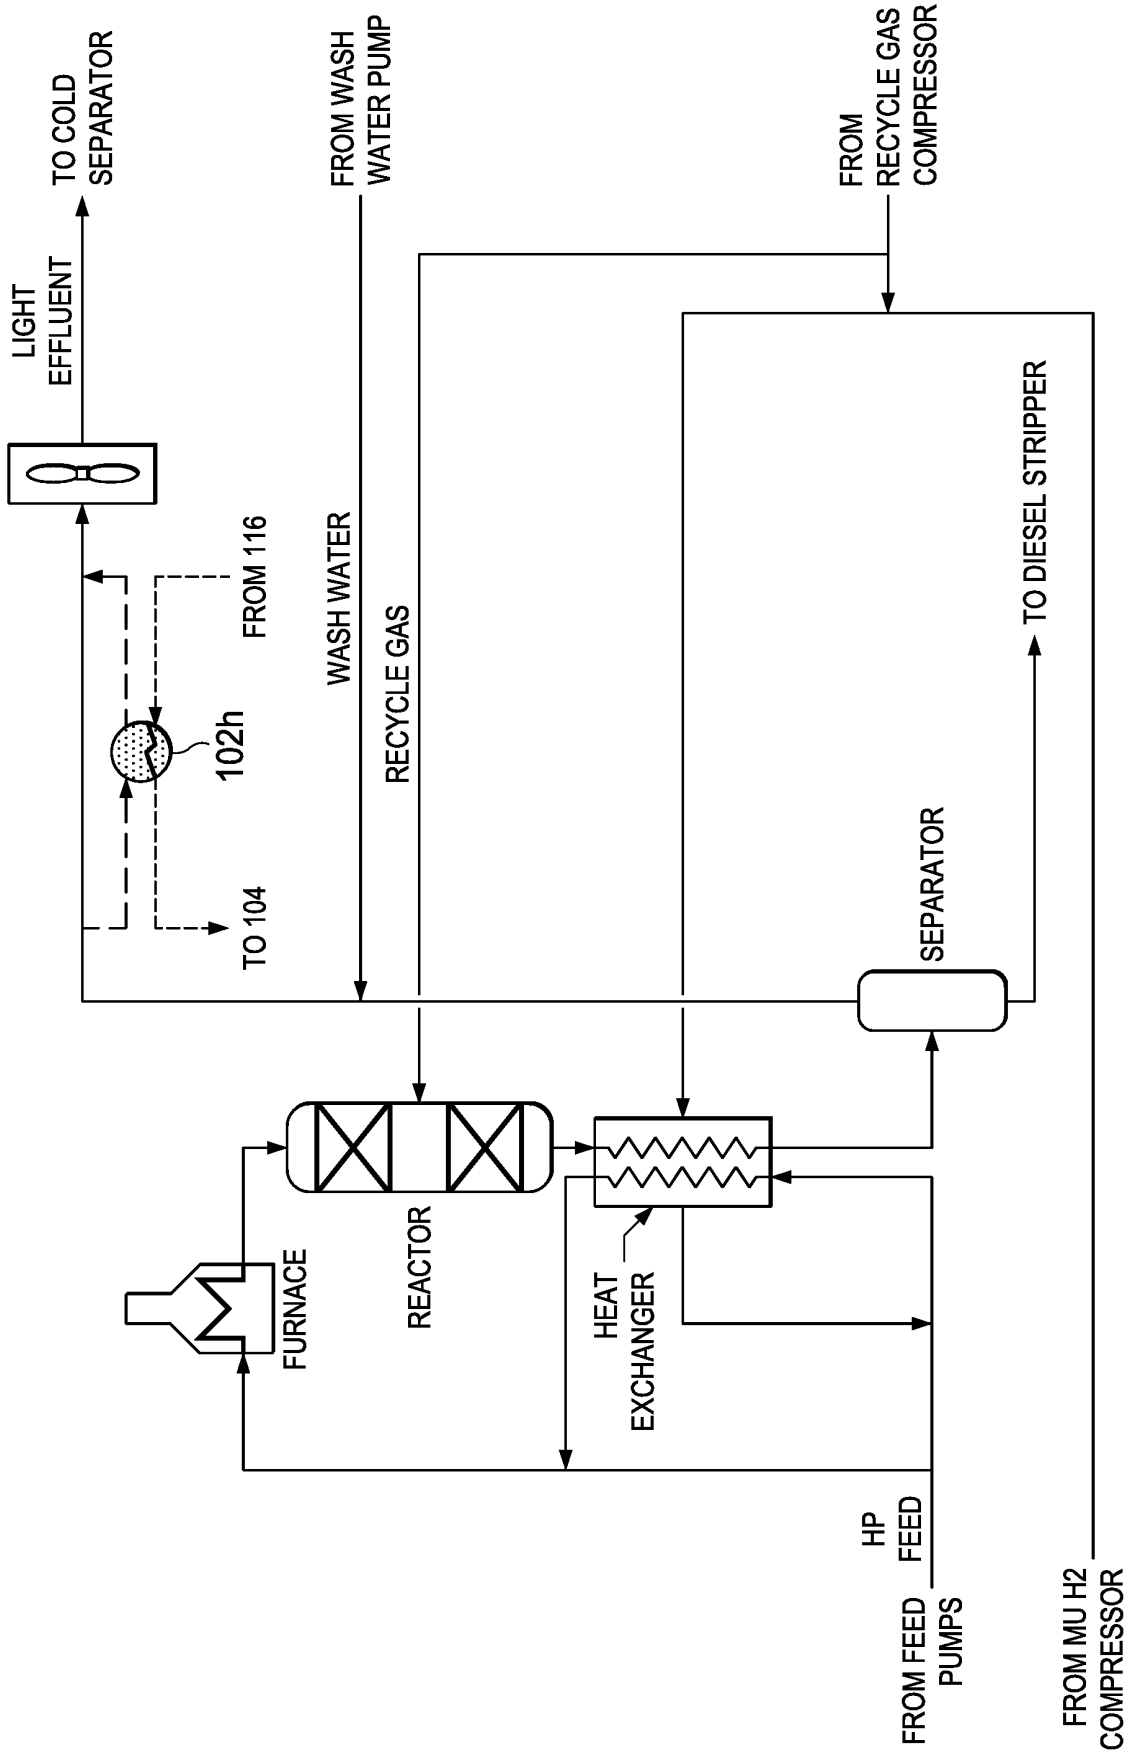 LIGHT
EFFLUENT
TO COLD
SEPARATOR
FROM 116
102h
TO 104
WASH WATER
FROM WASH
WATER PUMP
RECYCLE GAS
FROM
RECYCLE GAS
COMPRESSOR
FURNACE
REACTOR
HEAT
EXCHANGER
SEPARATOR
TO DIESEL STRIPPER
HP
FEED
FROM FEED
PUMPS
FROM MU H2
COMPRESSOR